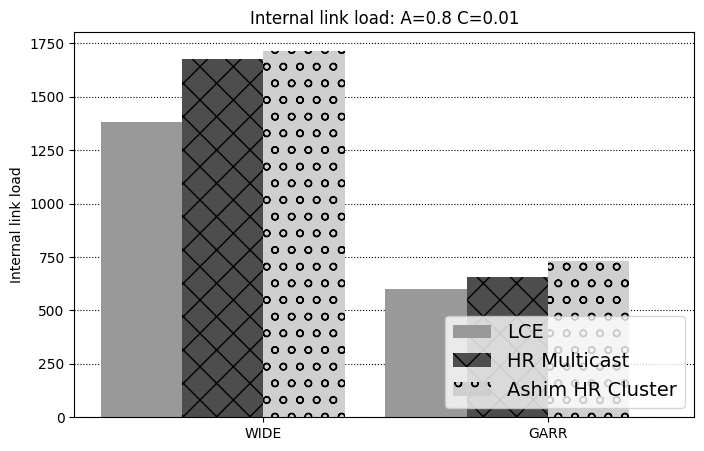 Internal link load: A=0.8 C=0.01
Internal link load
1750
1500
1250
1000
750
500
250
0
WIDE
GARR
LCE
HR Multicast
Ashim HR Cluster